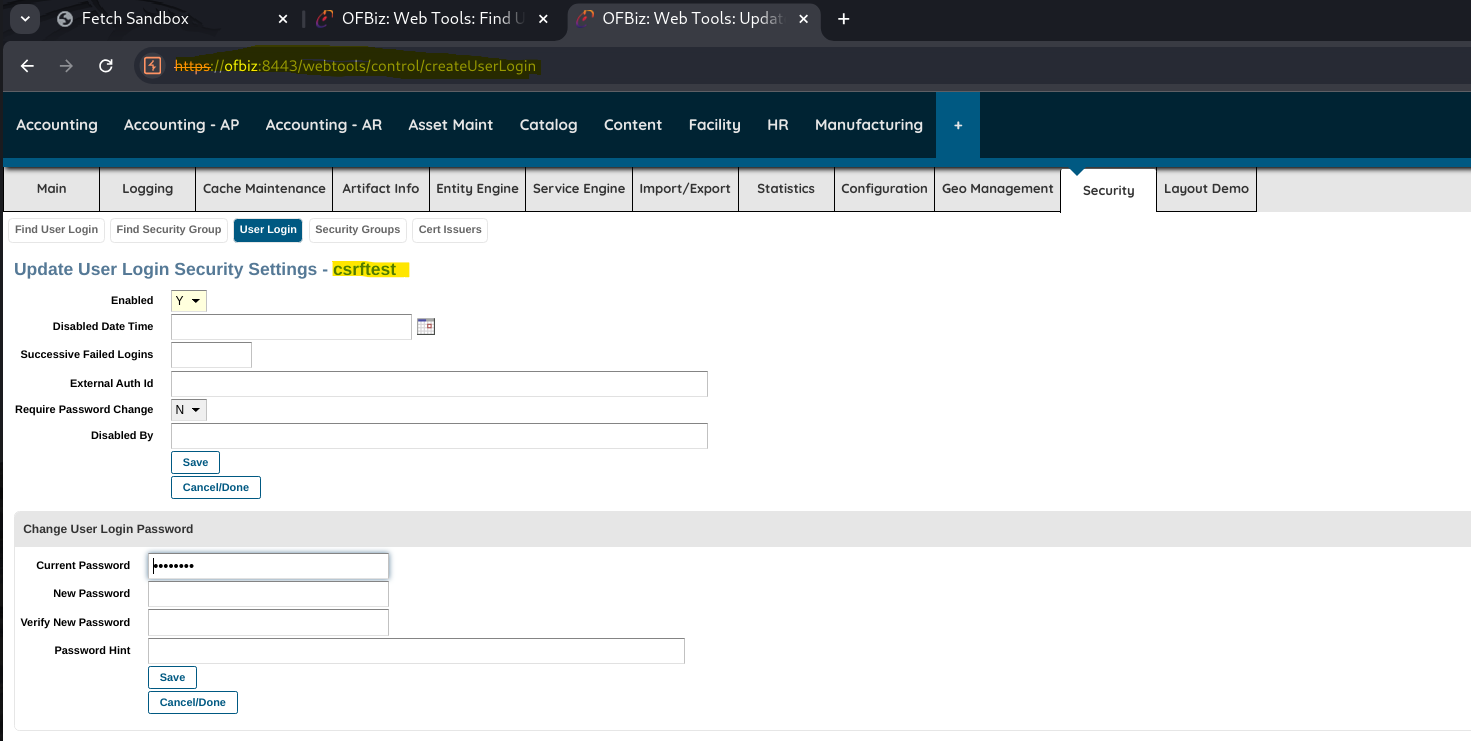 Fetch Sandbox
OFBiz: Web Tools: Find U
OFBiz: Web Tools: Updat
https://ofbiz:8443/webtools/control/createUserLogin
Accounting Accounting - AP Accounting - AR Asset Maint Catalog Content Facility HR Manufacturing +
Main Logging Cache Maintenance Artifact Info Entity Engine Service Engine Import/Export Statistics Configuration Geo Management Security Layout Demo
Find User Login Find Security Group User Login Security Groups Cert Issuers
Update User Login Security Settings - csrftest
Enabled Y
Disabled Date Time
Successive Failed Logins
External Auth Id
Require Password Change N
Disabled By
Save
Cancel/Done
Change User Login Password
Current Password ••••••••
New Password
Verify New Password
Password Hint
Save
Cancel/Done